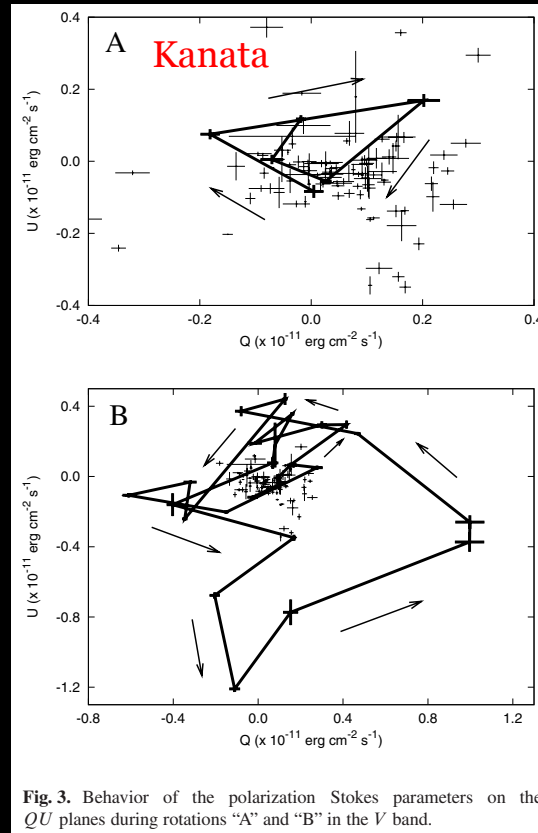 A
Kanata
0.4
0.2
0.0
-0.2
-0.4
U (x 10⁻¹¹ erg cm⁻² s⁻¹)
-0.4 -0.2 0.0 0.2 0.4
Q (x 10⁻¹¹ erg cm⁻² s⁻¹)
B
0.4
0.0
-0.4
-0.8
-1.2
U (x 10⁻¹¹ erg cm⁻² s⁻¹)
-0.8 -0.4 0.0 0.4 0.8 1.2
Q (x 10⁻¹¹ erg cm⁻² s⁻¹)
Fig. 3. Behavior of the polarization Stokes parameters on the
QU planes during rotations “A” and “B” in the V band.